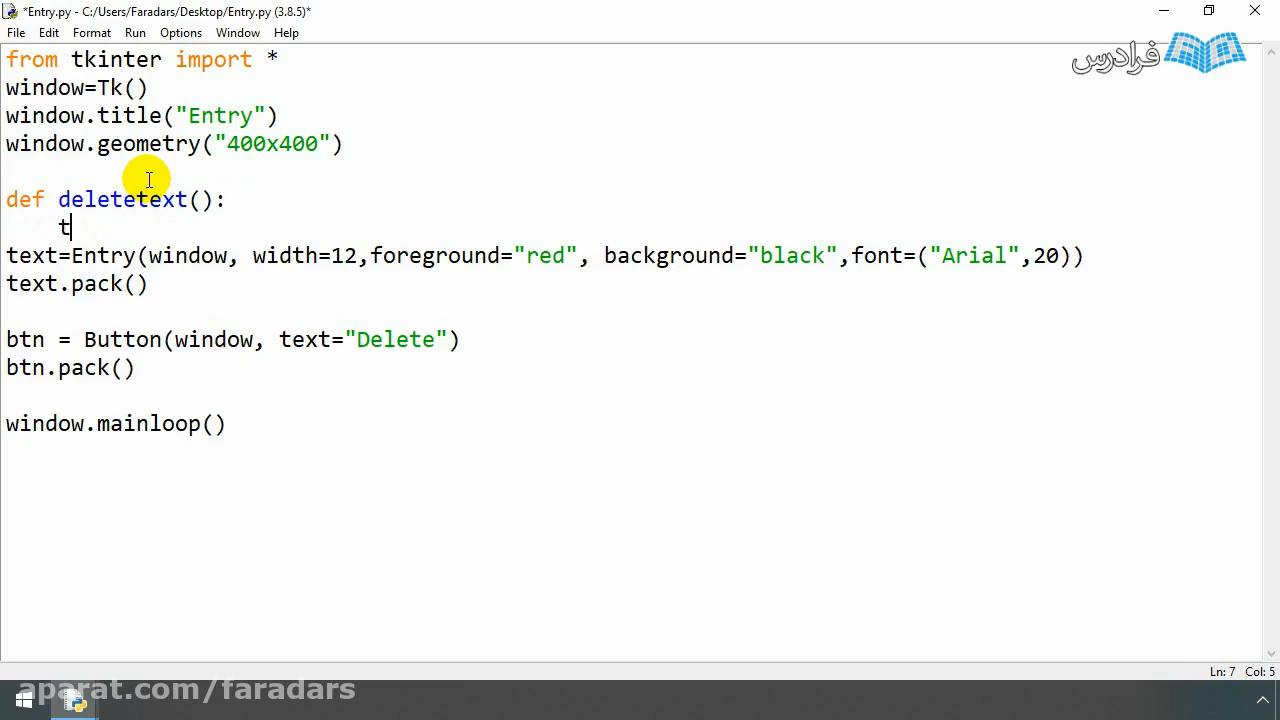 *Entry.py - C:/Users/Faradars/Desktop/Entry.py (3.8.5)*
File Edit Format Run Options Window Help
فرادرس
from tkinter import *
window=Tk()
window.title("Entry")
window.geometry("400x400")
def deletetext():
t
text=Entry(window, width=12,foreground="red", background="black",font=("Arial",20))
text.pack()
btn = Button(window, text="Delete")
btn.pack()
window.mainloop()
Ln: 7 Col: 5
aparat.com/faradars